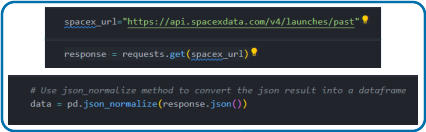 spacex_url="https://api.spacexdata.com/v4/launches/past"
response = requests.get(spacex_url)
# Use json_normalize method to convert the json result into a dataframe
data = pd.json_normalize(response.json())